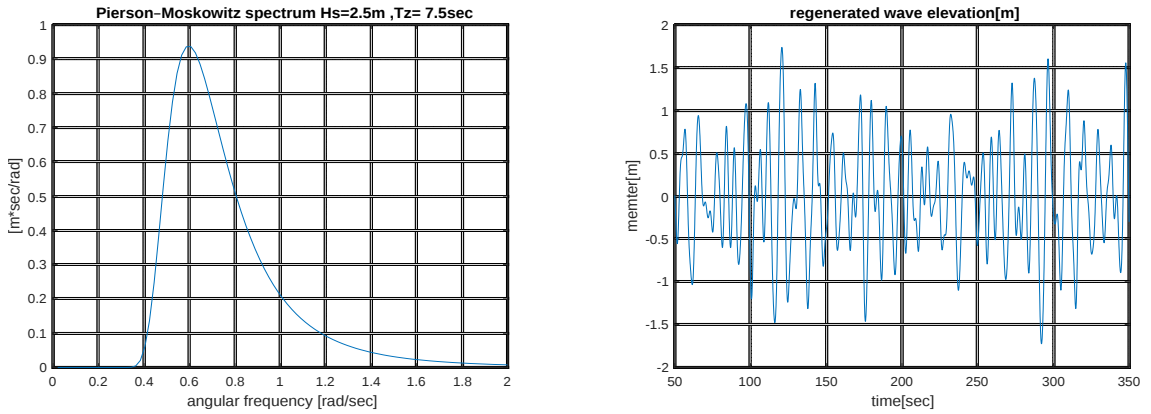 Pierson–Moskowitz spectrum Hs=2.5m ,Tz= 7.5sec
1
0.9
0.8
0.7
0.6
0.5
0.4
0.3
0.2
0.1
0
[m*sec/rad]
0 0.2 0.4 0.6 0.8 1 1.2 1.4 1.6 1.8 2
angular frequency [rad/sec]
regenerated wave elevation[m]
2
1.5
1
0.5
0
-0.5
-1
-1.5
-2
memter[m]
50 100 150 200 250 300 350
time[sec]